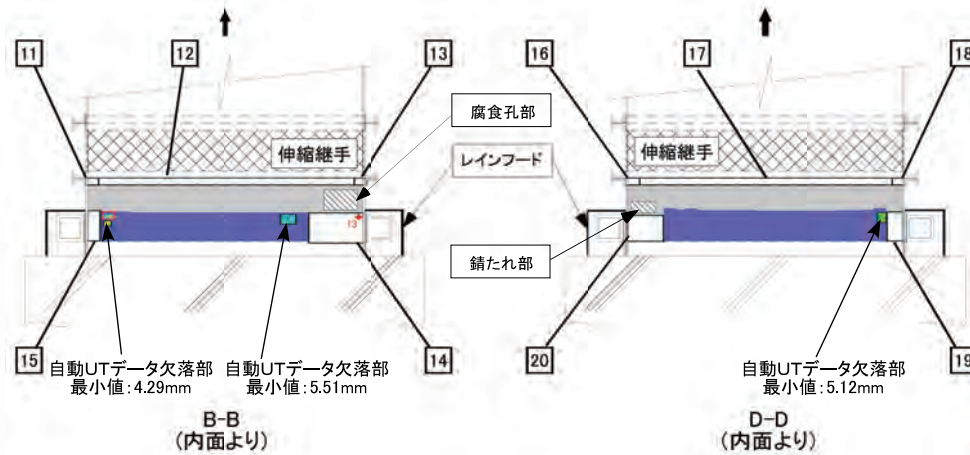 11
12
13
16
17
18
腐食孔部
伸縮継手
レインフード
伸縮継手
13
錆たれ部
15
14
20
19
自動UTデータ欠落部
最小値:4.29mm
自動UTデータ欠落部
最小値:5.51mm
自動UTデータ欠落部
最小値:5.12mm
B-B
(内面より)
D-D
(内面より)